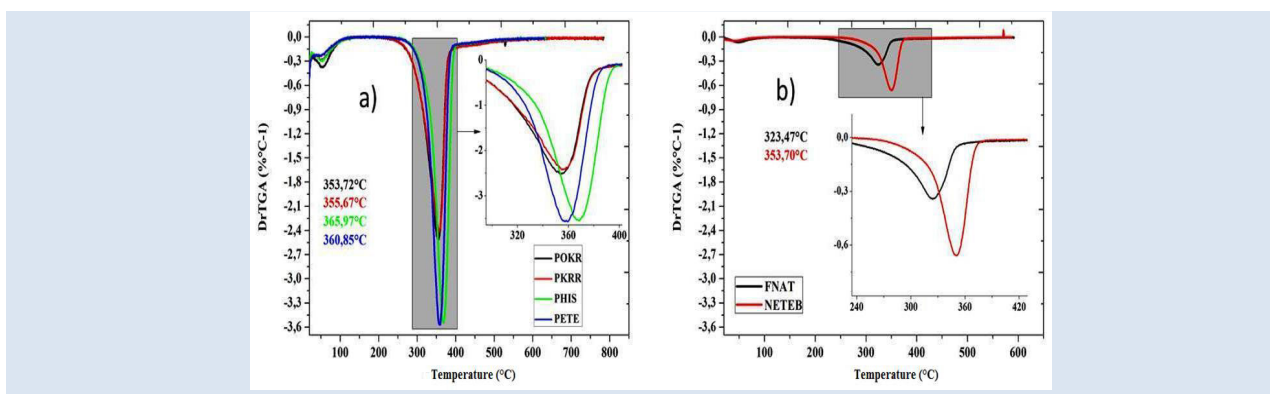 a)
DrTGA (%°C-1)
0,0
-0,3
-0,6
-0,9
-1,2
-1,5
-1,8
-2,1
-2,4
-2,7
-3,0
-3,3
-3,6
353,72°C
355,67°C
365,97°C
360,85°C
0
-1
-2
-3
320 360 400
POKR
PKRR
PHIS
PETE
100 200 300 400 500 600 700 800
Temperature (°C)
b)
DrTGA (%°C-1)
0,0
-0,3
-0,6
-0,9
-1,2
-1,5
-1,8
-2,1
-2,4
-2,7
-3,0
-3,3
-3,6
323,47°C
353,70°C
0,0
-0,3
-0,6
240 300 360 420
FNAT
NETEB
0 100 200 300 400 500 600
Temperature (°C)